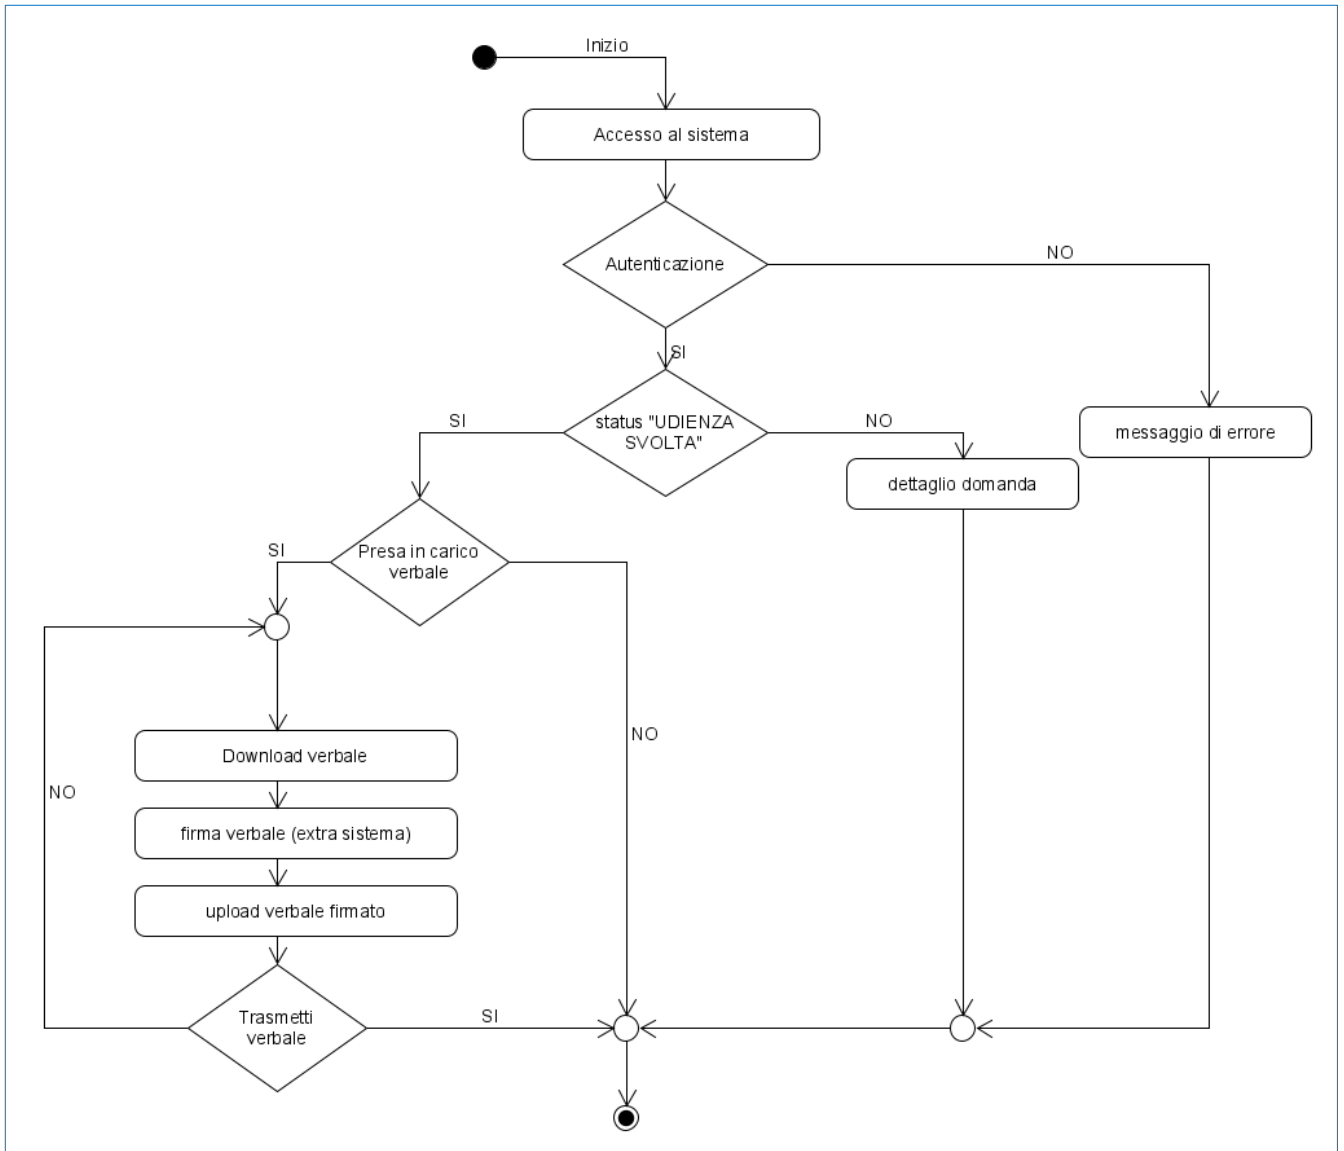 Inizio
Accesso al sistema
Autenticazione
NO
SI
status "UDIENZA
SVOLTA"
SI
NO
messaggio di errore
dettaglio domanda
Presa in carico
verbale
SI
NO
Download verbale
NO
firma verbale (extra sistema)
upload verbale firmato
Trasmetti
verbale
SI